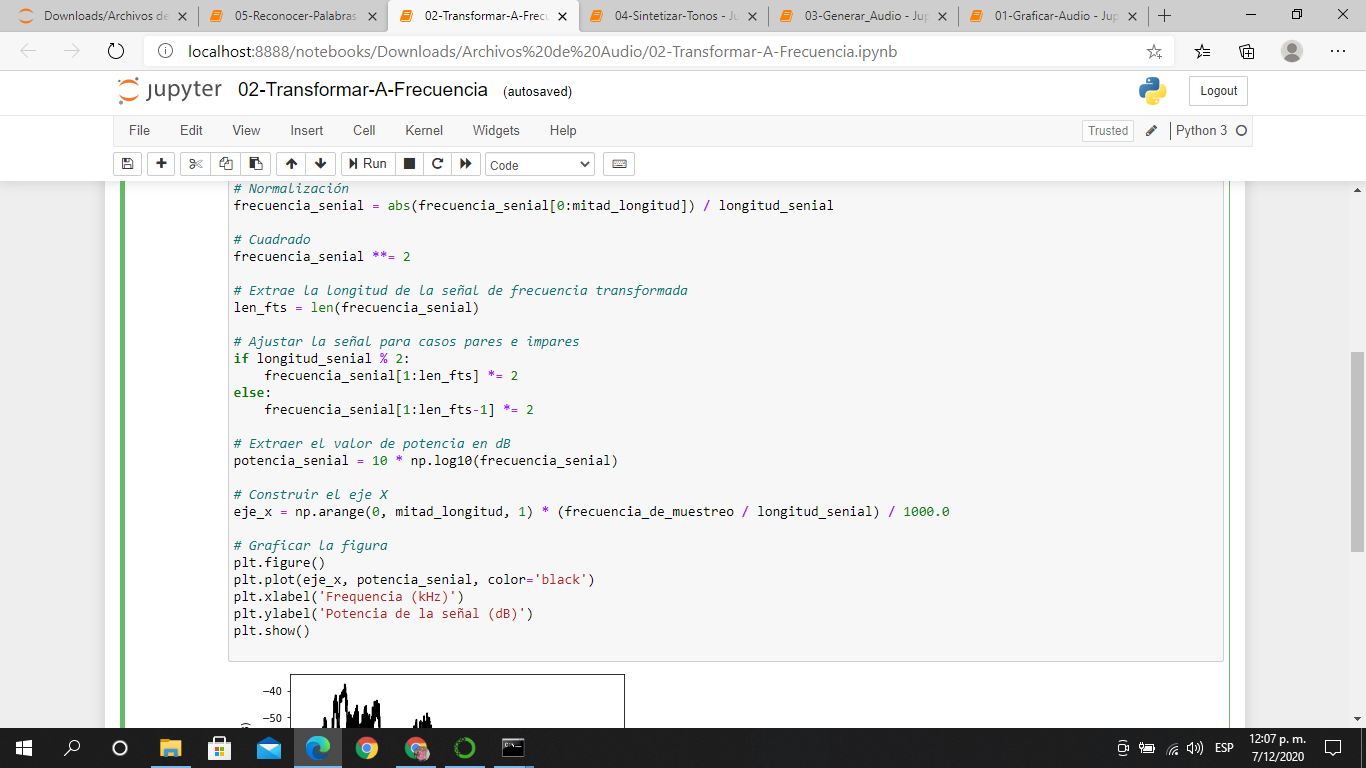 Downloads/Archivos de
05-Reconocer-Palabras
02-Transformar-A-Frecu
04-Sintetizar-Tonos - Ju
03-Generar_Audio - Jup
01-Graficar-Audio - Jup
localhost:8888/notebooks/Downloads/Archivos%20de%20Audio/02-Transformar-A-Frecuencia.ipynb
jupyter 02-Transformar-A-Frecuencia (autosaved)
Logout
File Edit View Insert Cell Kernel Widgets Help
Trusted Python 3
Run Code
# Normalización
frecuencia_senial = abs(frecuencia_senial[0:mitad_longitud]) / longitud_senial
# Cuadrado
frecuencia_senial **= 2
# Extrae la longitud de la señal de frecuencia transformada
len_fts = len(frecuencia_senial)
# Ajustar la señal para casos pares e impares
if longitud_senial % 2:
    frecuencia_senial[1:len_fts] *= 2
else:
    frecuencia_senial[1:len_fts-1] *= 2
# Extraer el valor de potencia en dB
potencia_senial = 10 * np.log10(frecuencia_senial)
# Construir el eje X
eje_x = np.arange(0, mitad_longitud, 1) * (frecuencia_de_muestreo / longitud_senial) / 1000.0
# Graficar la figura
plt.figure()
plt.plot(eje_x, potencia_senial, color='black')
plt.xlabel('Frequencia (kHz)')
plt.ylabel('Potencia de la señal (dB)')
plt.show()
−40
−50
ESP
12:07 p. m.
7/12/2020